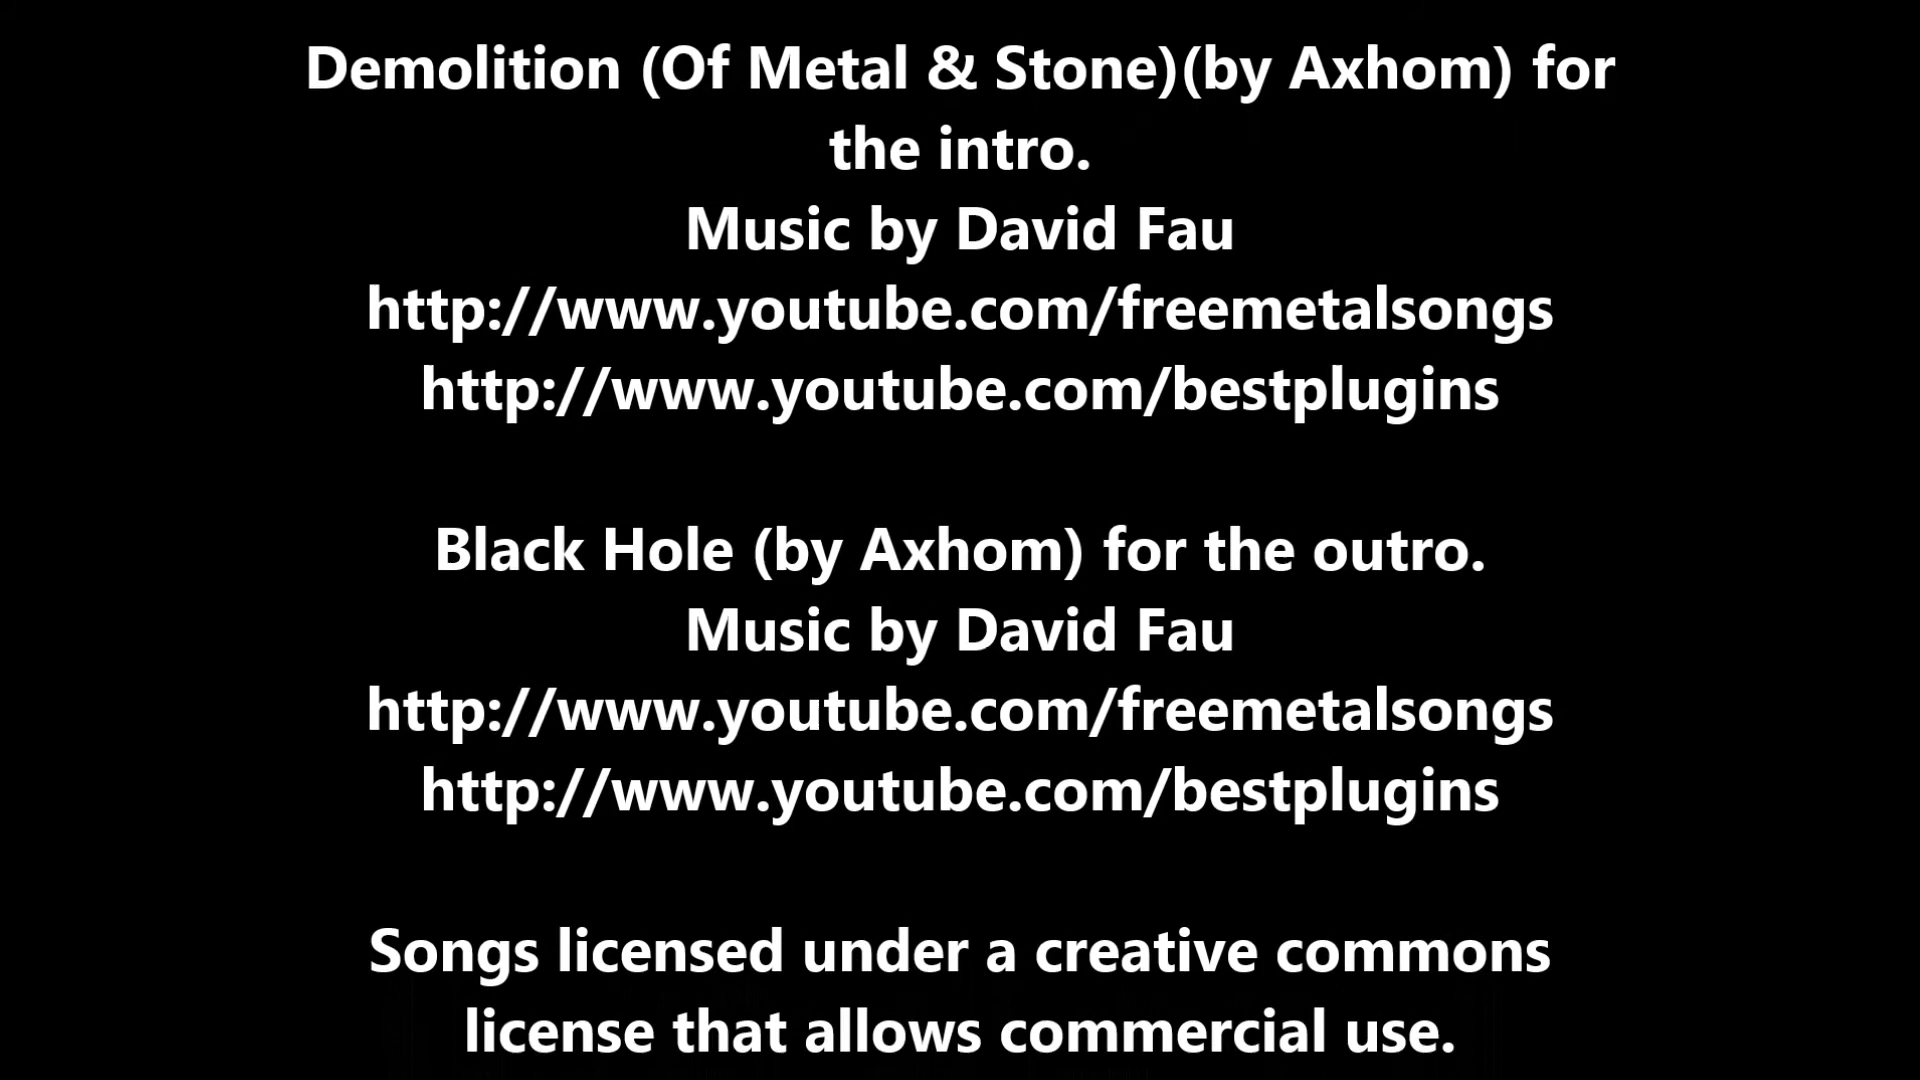 Demolition (Of Metal & Stone)(by Axhom) for
the intro.
Music by David Fau
http://www.youtube.com/freemetalsongs
http://www.youtube.com/bestplugins
Black Hole (by Axhom) for the outro.
Music by David Fau
http://www.youtube.com/freemetalsongs
http://www.youtube.com/bestplugins
Songs licensed under a creative commons
license that allows commercial use.